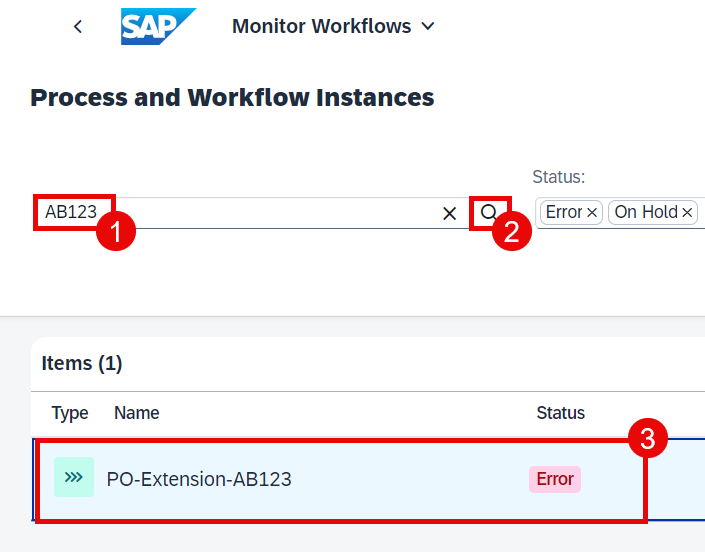 SAP Monitor Workflows
Process and Workflow Instances
Status:
AB123
1
2
Error
On Hold
Items (1)
Type Name Status
3
PO-Extension-AB123 Error